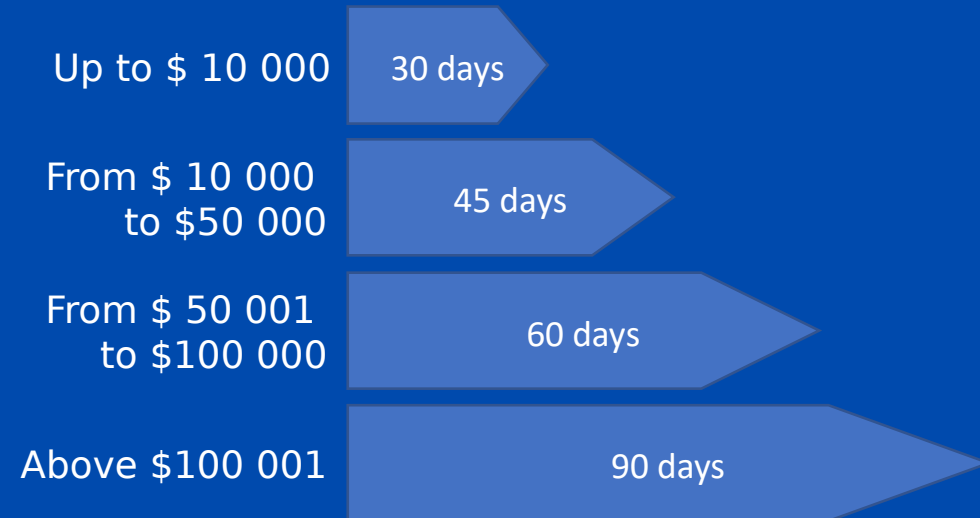 Up to $ 10 000
30 days
From $ 10 000
to $50 000
45 days
From $ 50 001
to $100 000
60 days
Above $100 001
90 days